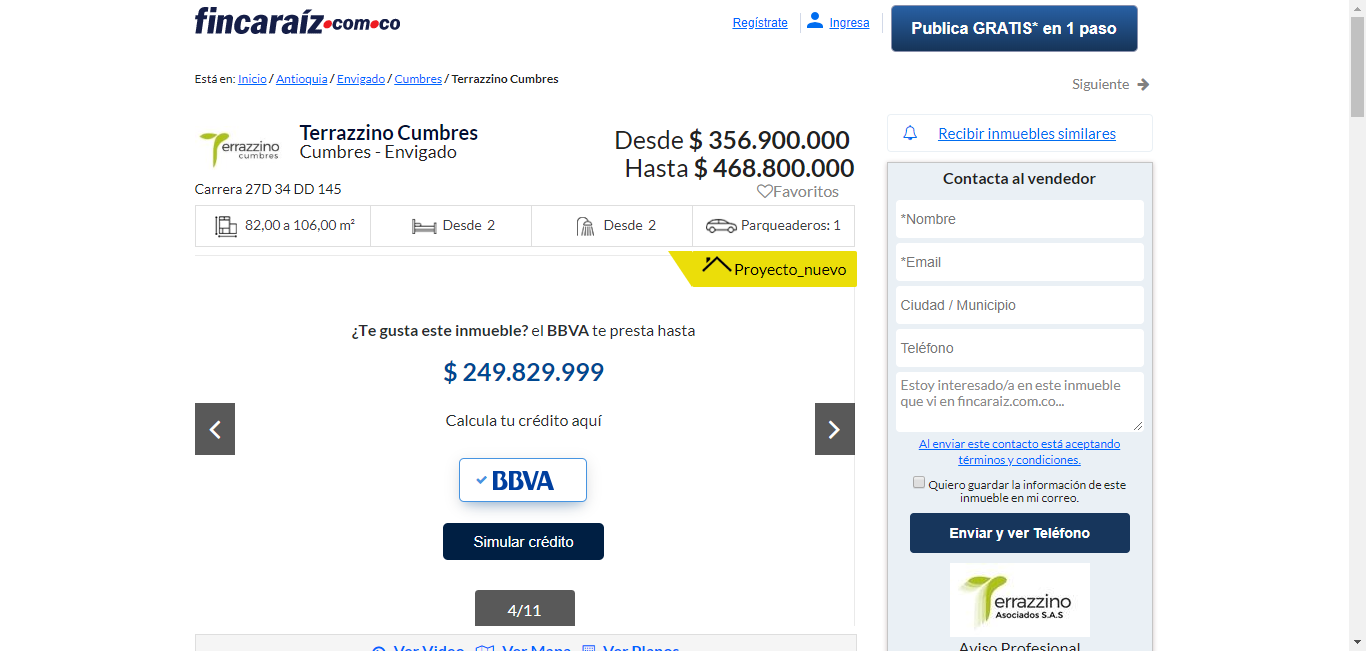 fincaraíz.com.co
Regístrate
Ingresa
Publica GRATIS* en 1 paso
Está en: Inicio / Antioquia / Envigado / Cumbres / Terrazzino Cumbres
Siguiente
Terrazzino
cumbres
Terrazzino Cumbres
Cumbres - Envigado
Desde $ 356.900.000
Hasta $ 468.800.000
Favoritos
Carrera 27D 34 DD 145
82,00 a 106,00 m²
Desde 2
Desde 2
Parqueaderos: 1
Proyecto_nuevo
¿Te gusta este inmueble? el BBVA te presta hasta
$ 249.829.999
Calcula tu crédito aquí
BBVA
Simular crédito
4/11
Ver Video
Ver Mapa
Ver Planos
Recibir inmuebles similares
Contacta al vendedor
*Nombre
*Email
Ciudad / Municipio
Teléfono
Estoy interesado/a en este inmueble
que vi en fincaraiz.com.co...
Al enviar este contacto está aceptando
términos y condiciones.
Quiero guardar la información de este
inmueble en mi correo.
Enviar y ver Teléfono
Terrazzino
Asociados S.A.S
Aviso Profesional